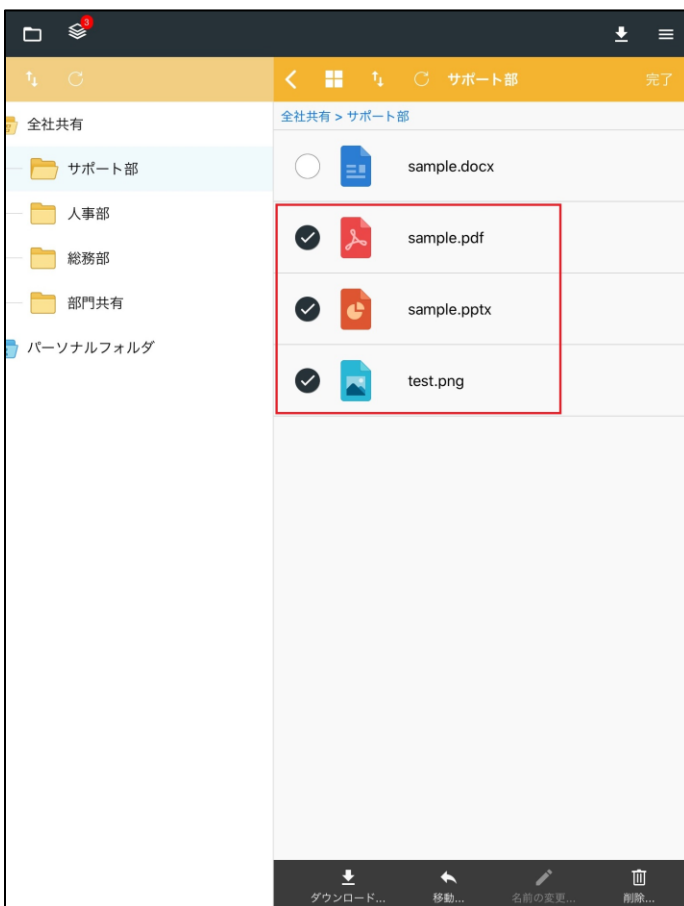 3
サポート部
完了
全社共有
サポート部
人事部
総務部
部門共有
パーソナルフォルダ
全社共有 > サポート部
sample.docx
sample.pdf
sample.pptx
test.png
ダウンロード...
移動...
名前の変更...
削除...